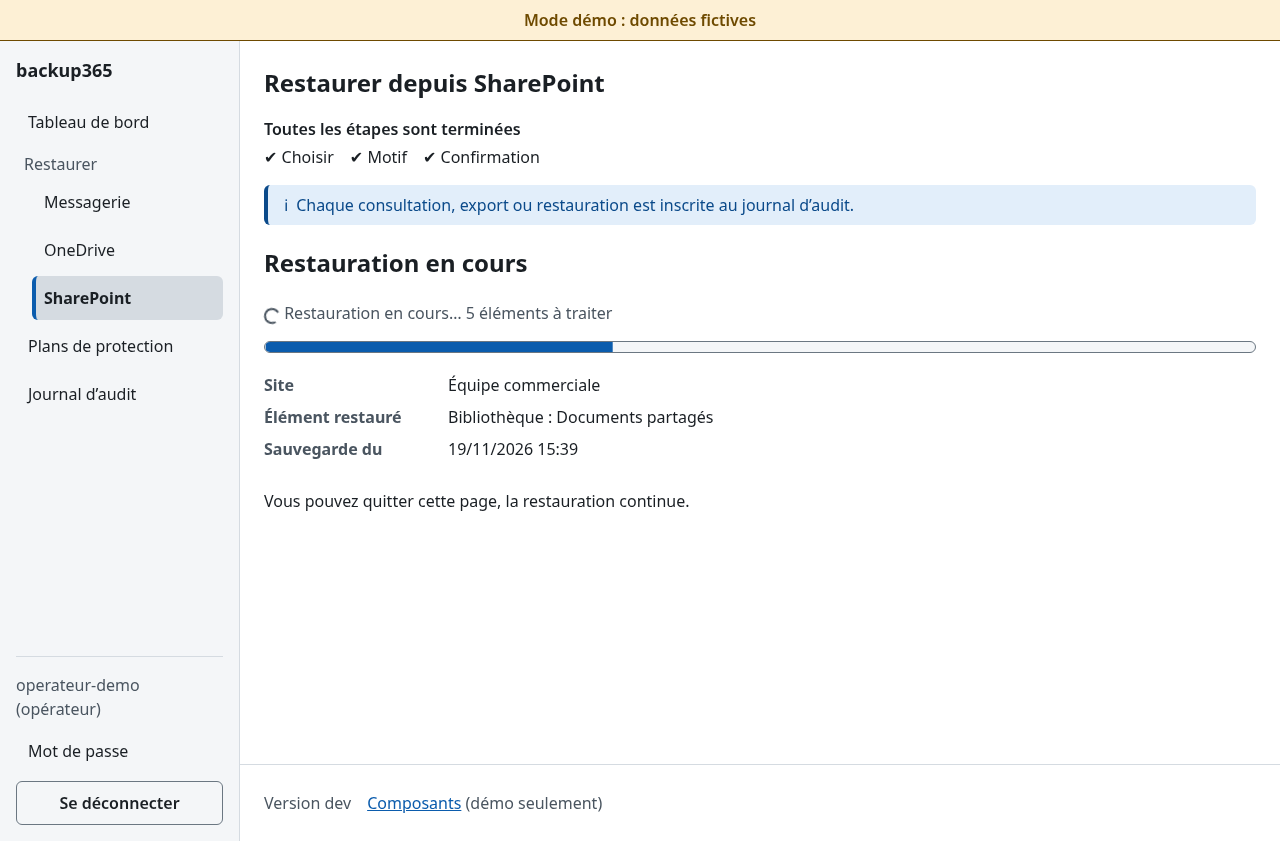 Mode démo : données fictives
backup365
Tableau de bord
Restaurer
Messagerie
OneDrive
SharePoint
Plans de protection
Journal d’audit
operateur-demo
(opérateur)
Mot de passe
Se déconnecter
Restaurer depuis SharePoint
Toutes les étapes sont terminées
✔ Choisir ✔ Motif ✔ Confirmation
i Chaque consultation, export ou restauration est inscrite au journal d’audit.
Restauration en cours
Restauration en cours… 5 éléments à traiter
Site Équipe commerciale
Élément restauré Bibliothèque : Documents partagés
Sauvegarde du 19/11/2026 15:39
Vous pouvez quitter cette page, la restauration continue.
Version dev Composants (démo seulement)